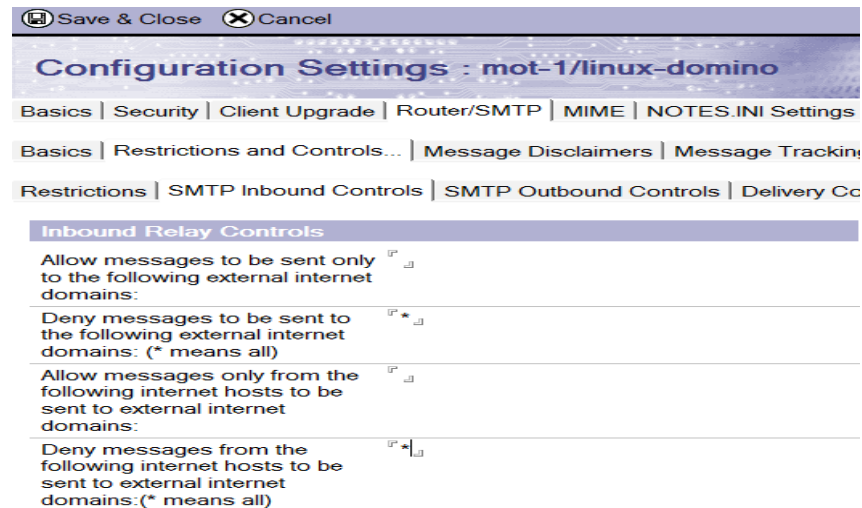 Save & Close Cancel
Configuration Settings : mot-1/linux-domino
Basics | Security | Client Upgrade | Router/SMTP | MIME | NOTES.INI Settings
Basics | Restrictions and Controls... | Message Disclaimers | Message Tracking
Restrictions | SMTP Inbound Controls | SMTP Outbound Controls | Delivery Co
Inbound Relay Controls
Allow messages to be sent only
to the following external internet
domains:
Deny messages to be sent to *
the following external internet
domains: (* means all)
Allow messages only from the
following internet hosts to be
sent to external internet
domains:
Deny messages from the *
following internet hosts to be
sent to external internet
domains:(* means all)